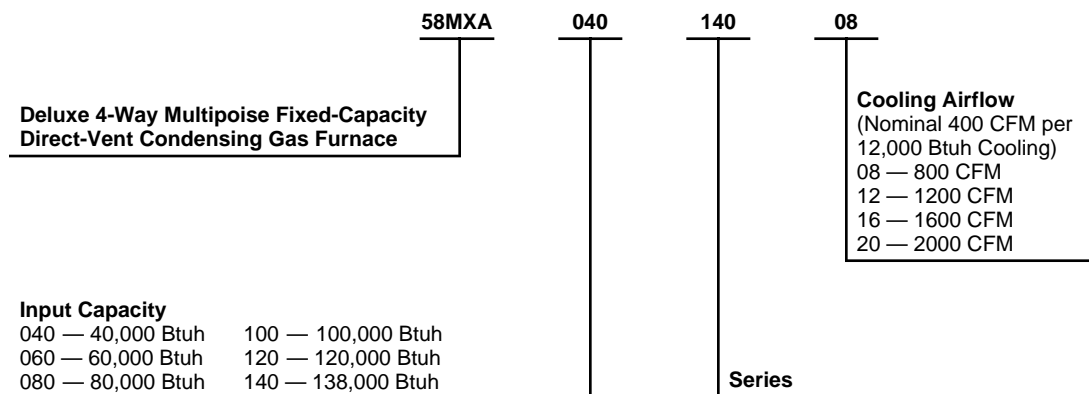 58MXA 040 140 08
Deluxe 4-Way Multipoise Fixed-Capacity
Direct-Vent Condensing Gas Furnace
Cooling Airflow
(Nominal 400 CFM per
12,000 Btuh Cooling)
08 — 800 CFM
12 — 1200 CFM
16 — 1600 CFM
20 — 2000 CFM
Input Capacity
040 — 40,000 Btuh 100 — 100,000 Btuh
060 — 60,000 Btuh 120 — 120,000 Btuh
080 — 80,000 Btuh 140 — 138,000 Btuh
Series